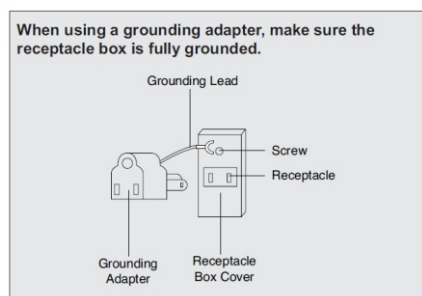 When using a grounding adapter, make sure the
receptacle box is fully grounded.
Grounding Lead
Screw
Receptacle
Grounding
Adapter
Receptacle
Box Cover